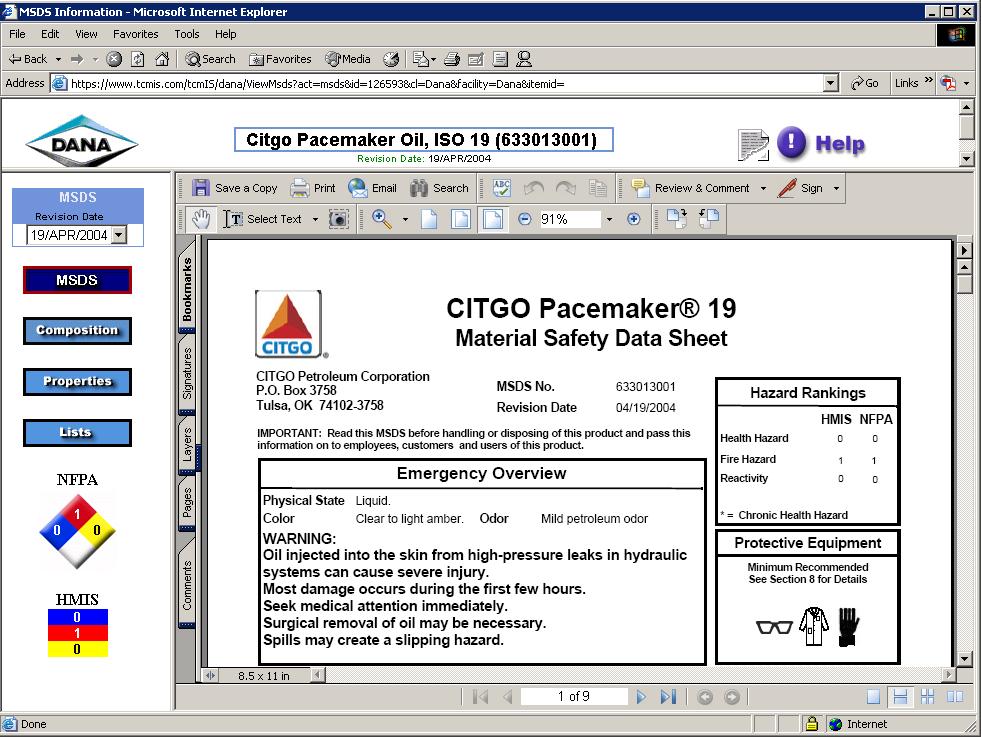 MSDS Information - Microsoft Internet Explorer
File Edit View Favorites Tools Help
Back Search Favorites Media
Address https://www.tcmis.com/tcmIS/dana/ViewMsds?act=msds&id=126593&cl=Dana&facility=Dana&itemid= Go Links »
DANA
Citgo Pacemaker Oil, ISO 19 (633013001)
Revision Date: 19/APR/2004
! Help
MSDS
Revision Date
19/APR/2004
MSDS
Composition
Properties
Lists
NFPA
1
0 0
HMIS
0
1
0
Save a Copy Print Email Search ABC Review & Comment Sign
T Select Text 91%
Bookmarks
Signatures
Layers
Pages
Comments
CITGO ®
CITGO Pacemaker® 19
Material Safety Data Sheet
CITGO Petroleum Corporation
P.O. Box 3758
Tulsa, OK 74102-3758
MSDS No. 633013001
Revision Date 04/19/2004
IMPORTANT: Read this MSDS before handling or disposing of this product and pass this
information on to employees, customers and users of this product.
Emergency Overview
Physical State Liquid.
Color Clear to light amber. Odor Mild petroleum odor
WARNING:
Oil injected into the skin from high-pressure leaks in hydraulic
systems can cause severe injury.
Most damage occurs during the first few hours.
Seek medical attention immediately.
Surgical removal of oil may be necessary.
Spills may create a slipping hazard.
Hazard Rankings
HMIS NFPA
Health Hazard 0 0
Fire Hazard 1 1
Reactivity 0 0
* = Chronic Health Hazard
Protective Equipment
Minimum Recommended
See Section 8 for Details
8.5 x 11 in
1 of 9
Done Internet